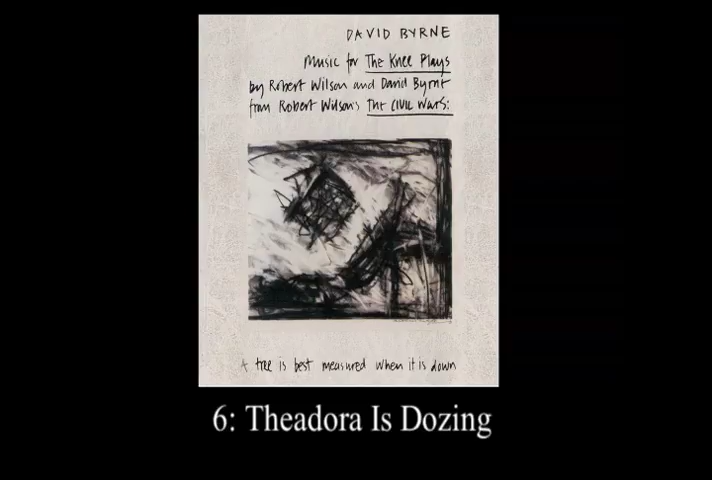 DAVID BYRNE
Music for The Knee Plays
by Robert Wilson and David Byrne
from Robert Wilson's The CIVIL WarS:
A tree is best measured when it is down
6: Theadora Is Dozing